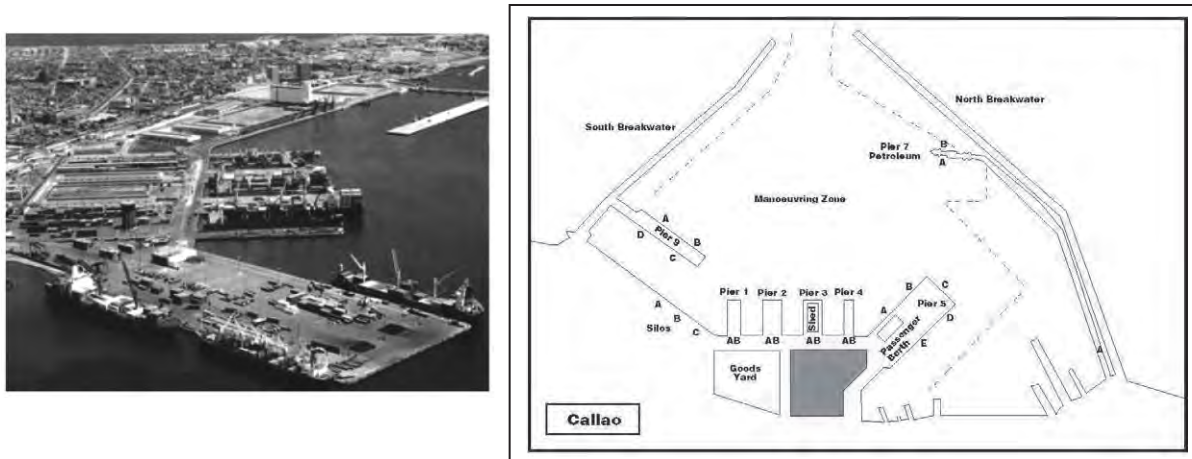 North Breakwater
South Breakwater
Pier 7
Petroleum
B
A
Manoeuvring Zone
A
Pier 9
B
D
C
A
B
C
Silos
Pier 1
Pier 2
Pier 3
Pier 4
Shed
AB
AB
AB
AB
A
B
C
Pier 5
D
E
Passenger
Berth
A
Goods
Yard
Callao